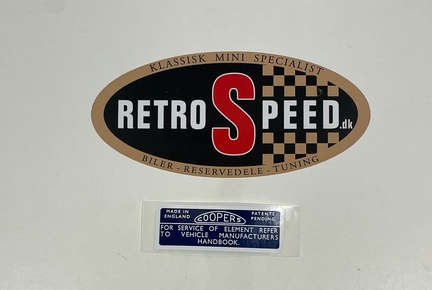 KLASSISK MINI SPECIALIST
RETRO SPEED.dk
BILER - RESERVEDELE - TUNING
MADE IN ENGLAND COOPERS PATENTS PENDING
FOR SERVICE OF ELEMENT REFER
TO VEHICLE MANUFACTURERS
HANDBOOK.